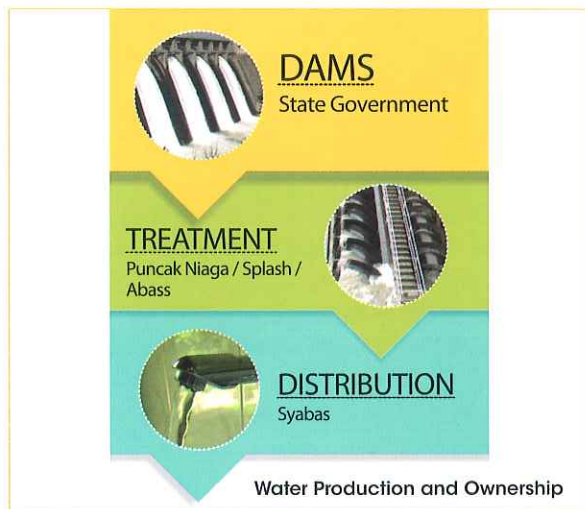 DAMS
State Government
TREATMENT
Puncak Niaga / Splash /
Abass
DISTRIBUTION
Syabas
Water Production and Ownership